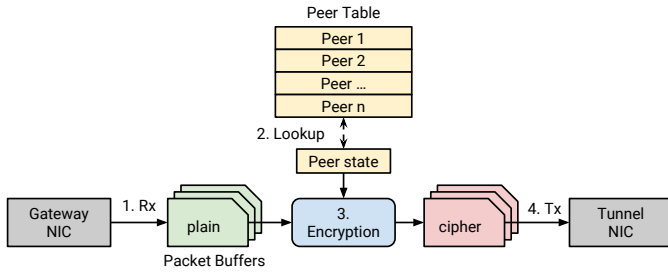 Peer Table
Peer 1
Peer 2
Peer ...
Peer n
2. Lookup
Peer state
Gateway
NIC
1. Rx
plain
Packet Buffers
3.
Encryption
cipher
4. Tx
Tunnel
NIC